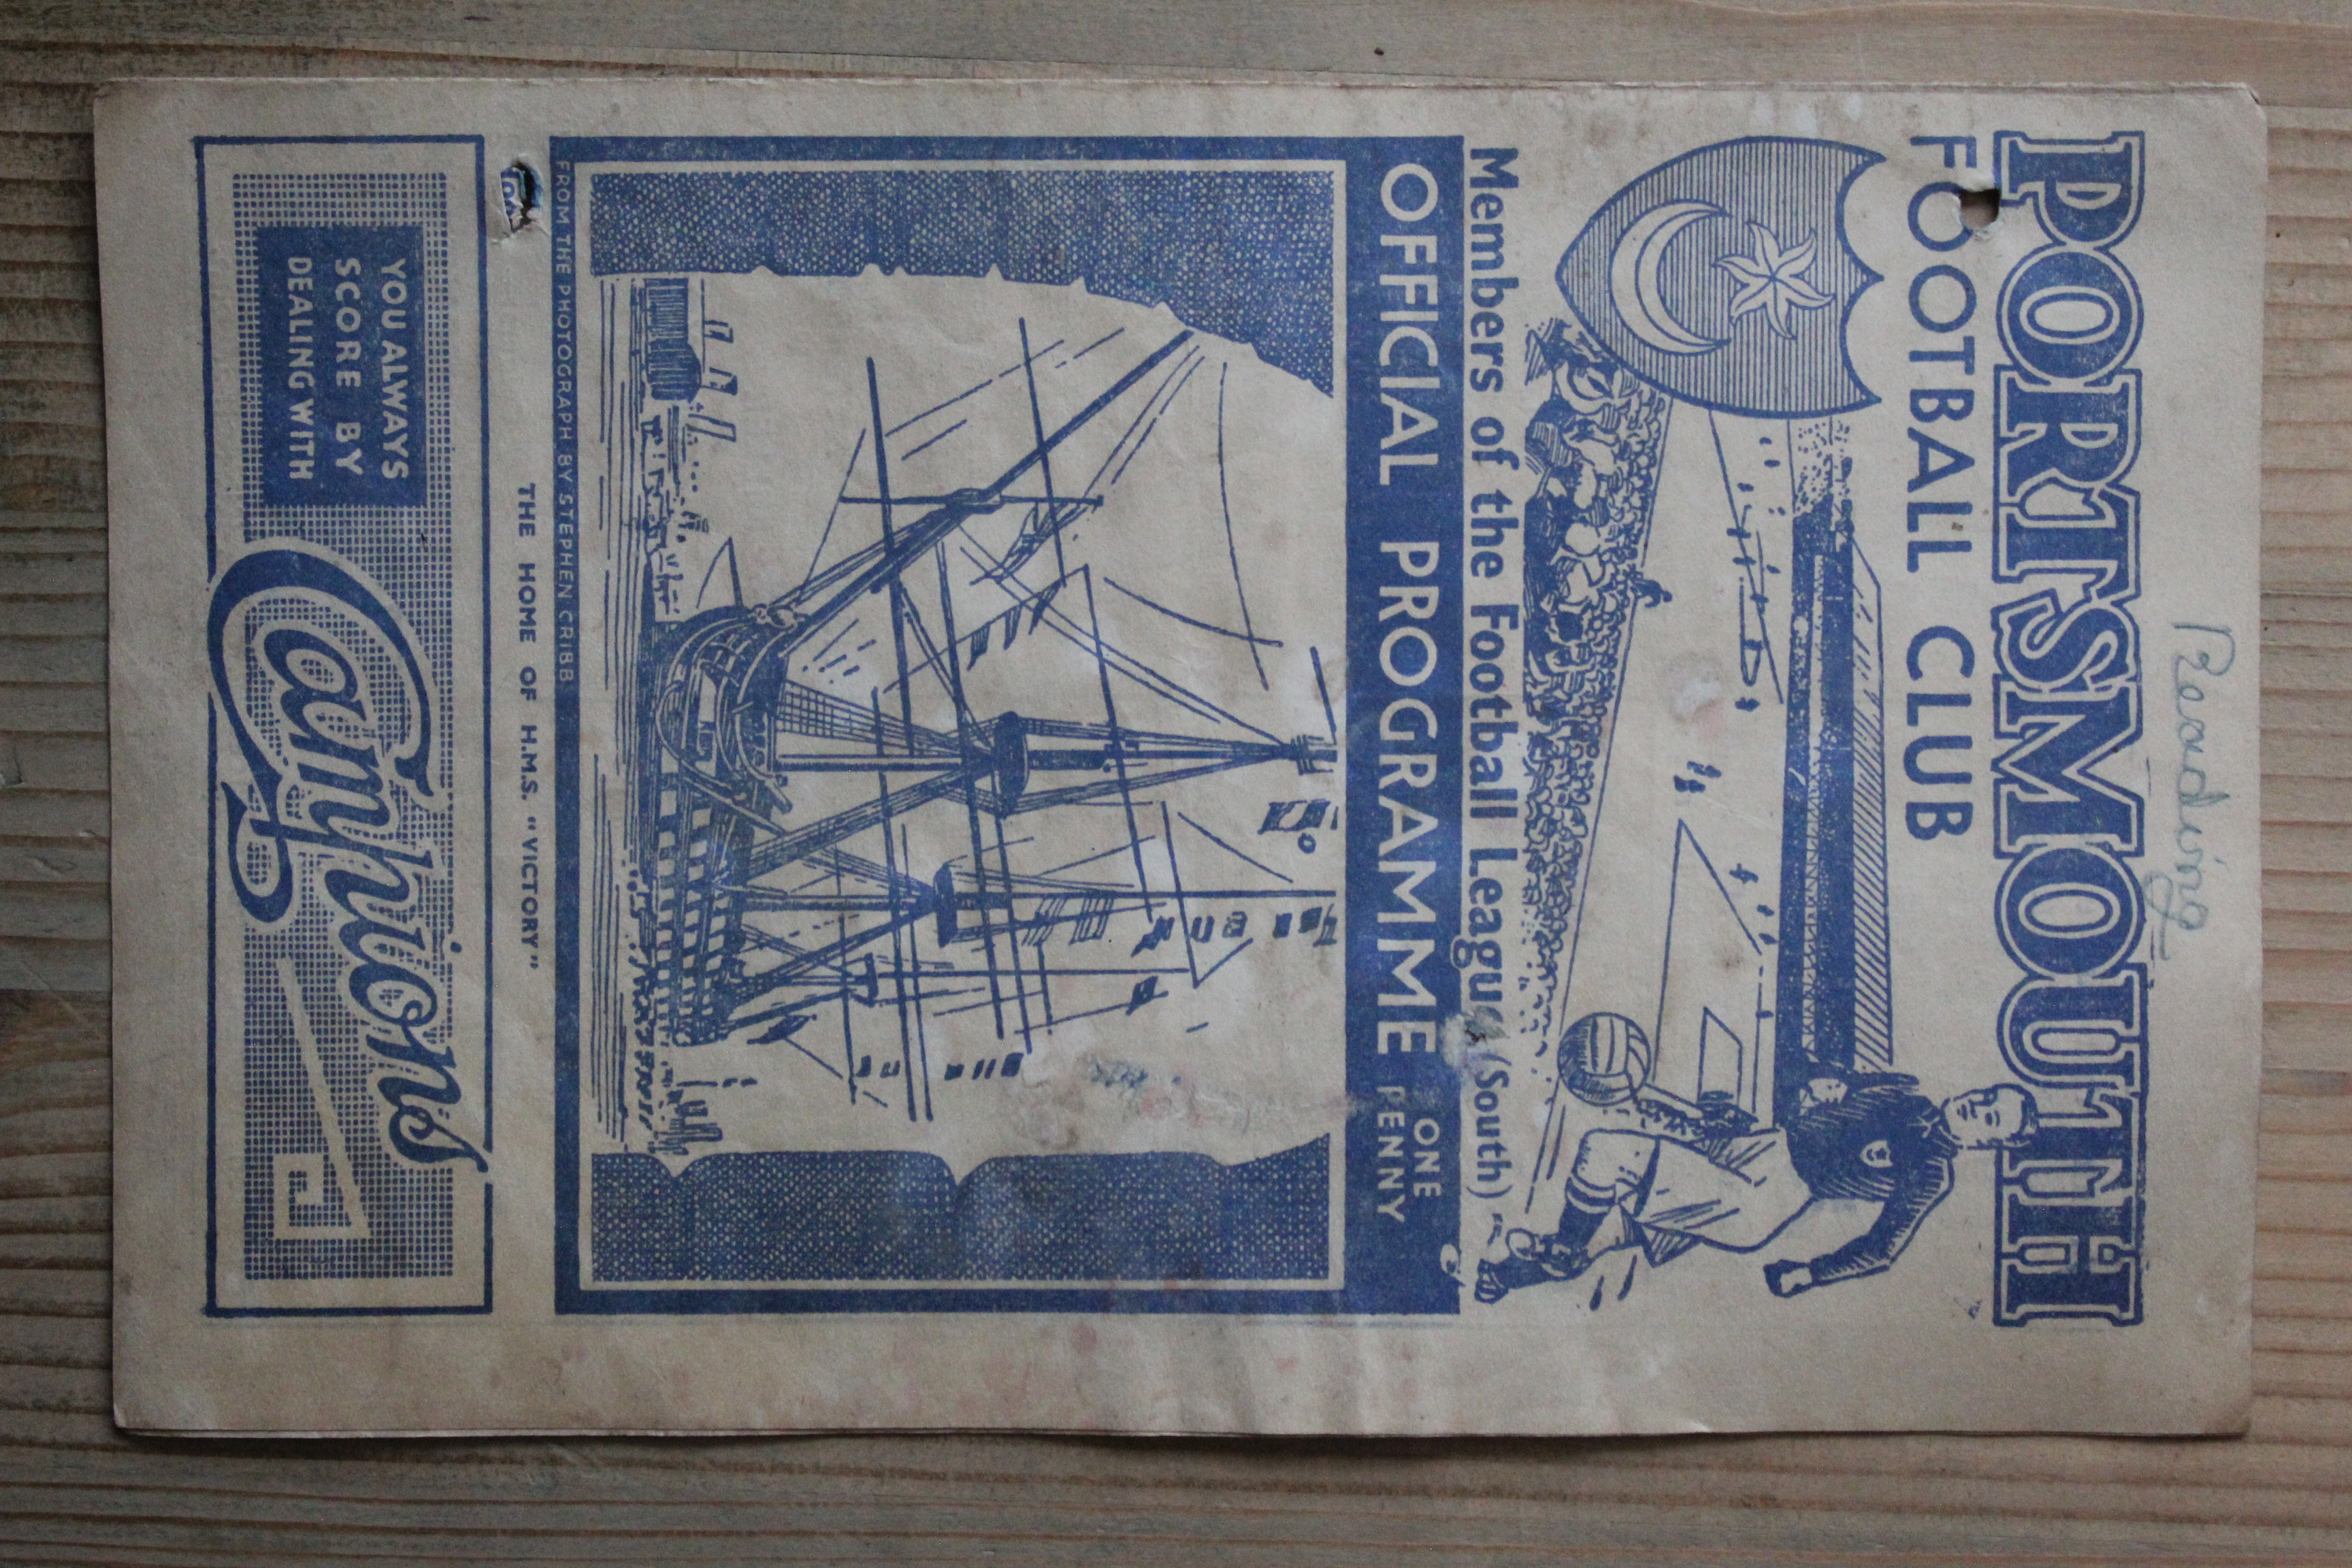 Reading
PORTSMOUTH
FOOTBALL CLUB
Members of the Football League (South)
OFFICIAL PROGRAMME ONE PENNY
FROM THE PHOTOGRAPH BY STEPHEN CRIBB
THE HOME OF H.M.S. "VICTORY"
YOU ALWAYS
SCORE BY
DEALING WITH
Campions